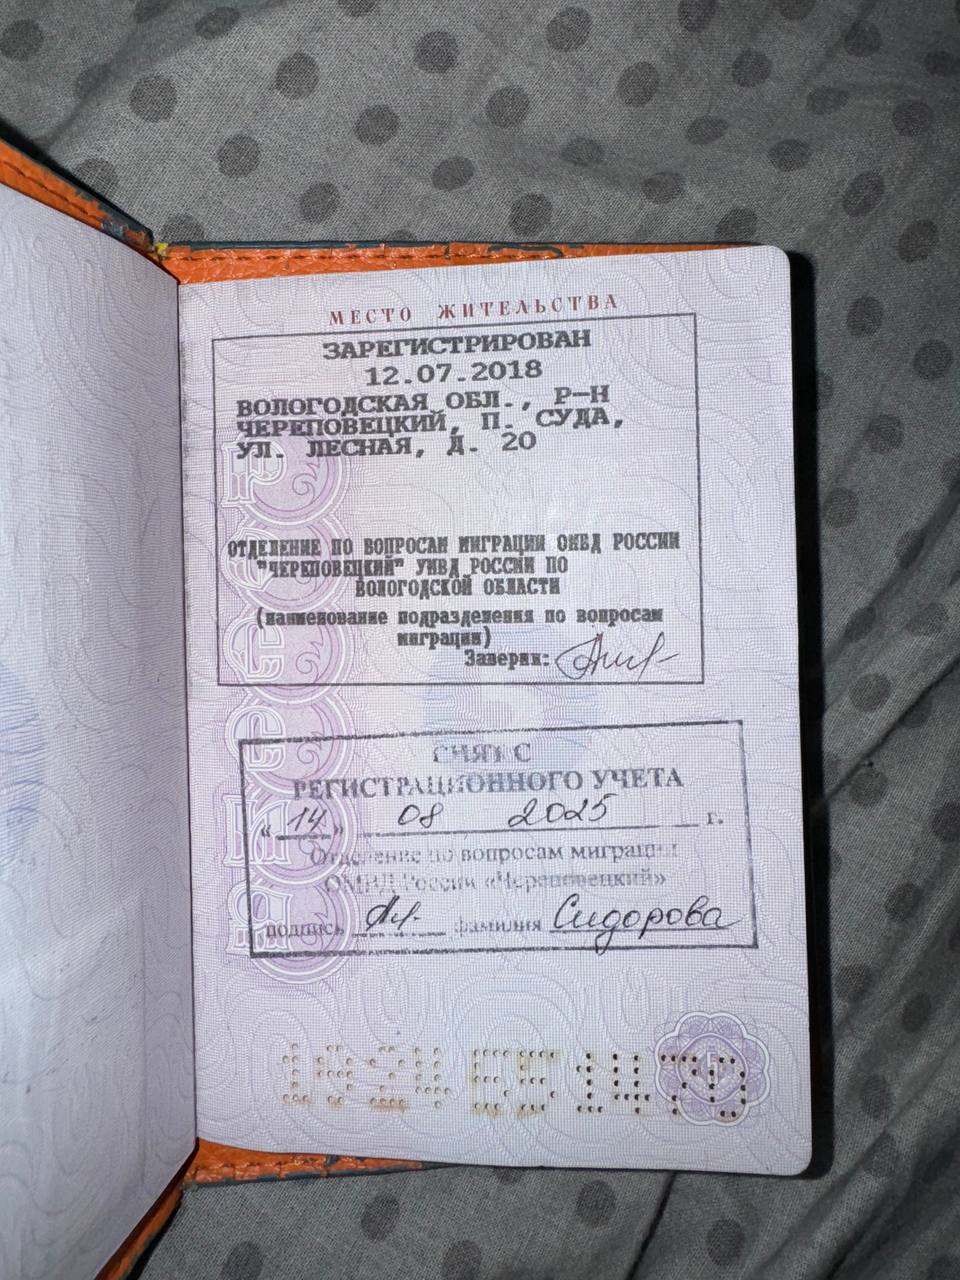 МЕСТО ЖИТЕЛЬСТВА
ЗАРЕГИСТРИРОВАН
12.07.2018
ВОЛОГОДСКАЯ ОБЛ., Р-Н
ЧЕРЕПОВЕЦКИЙ, П. СУДА,
УЛ. ЛЕСНАЯ, Д. 20
ОТДЕЛЕНИЕ ПО ВОПРОСАМ МИГРАЦИИ ОМВД РОССИИ
"ЧЕРЕПОВЕЦКИЙ" УМВД РОССИИ ПО
ВОЛОГОДСКОЙ ОБЛАСТИ
(наименование подразделения по вопросам
миграции)
Заверил:
СНЯТ С
РЕГИСТРАЦИОННОГО УЧЕТА
« 14 » 08 2025 г.
Отделение по вопросам миграции
ОМВД России «Череповецкий»
подпись фамилия Сидорова